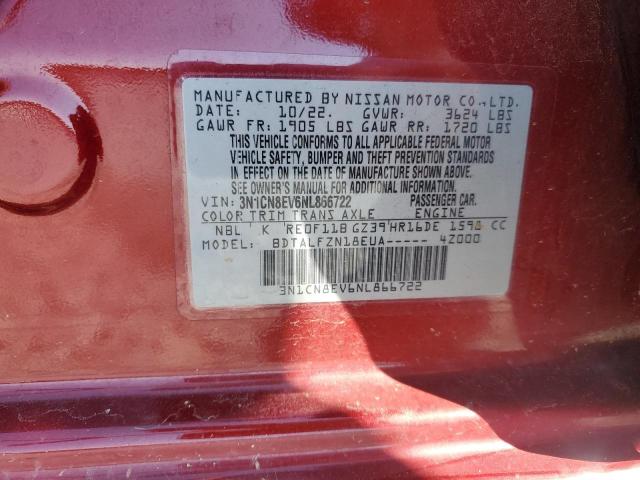 MANUFACTURED BY NISSAN MOTOR CO.,LTD.
DATE: 10/22. GVWR: 3624 LBS
GAWR FR: 1905 LBS GAWR RR: 1720 LBS
THIS VEHICLE CONFORMS TO ALL APPLICABLE FEDERAL MOTOR
VEHICLE SAFETY, BUMPER AND THEFT PREVENTION STANDARDS
IN EFFECT ON THE DATE OF MANUFACTURE SHOWN ABOVE.
SEE OWNER'S MANUAL FOR ADDITIONAL INFORMATION.
VIN: 3N1CN8EV6NL866722 PASSENGER CAR.
COLOR TRIM TRANS AXLE ENGINE
NBL K RE0F11B GZ39 HR16DE 1598 CC
MODEL: BDTALFZN18EUA----- 4Z000
3N1CN8EV6NL866722